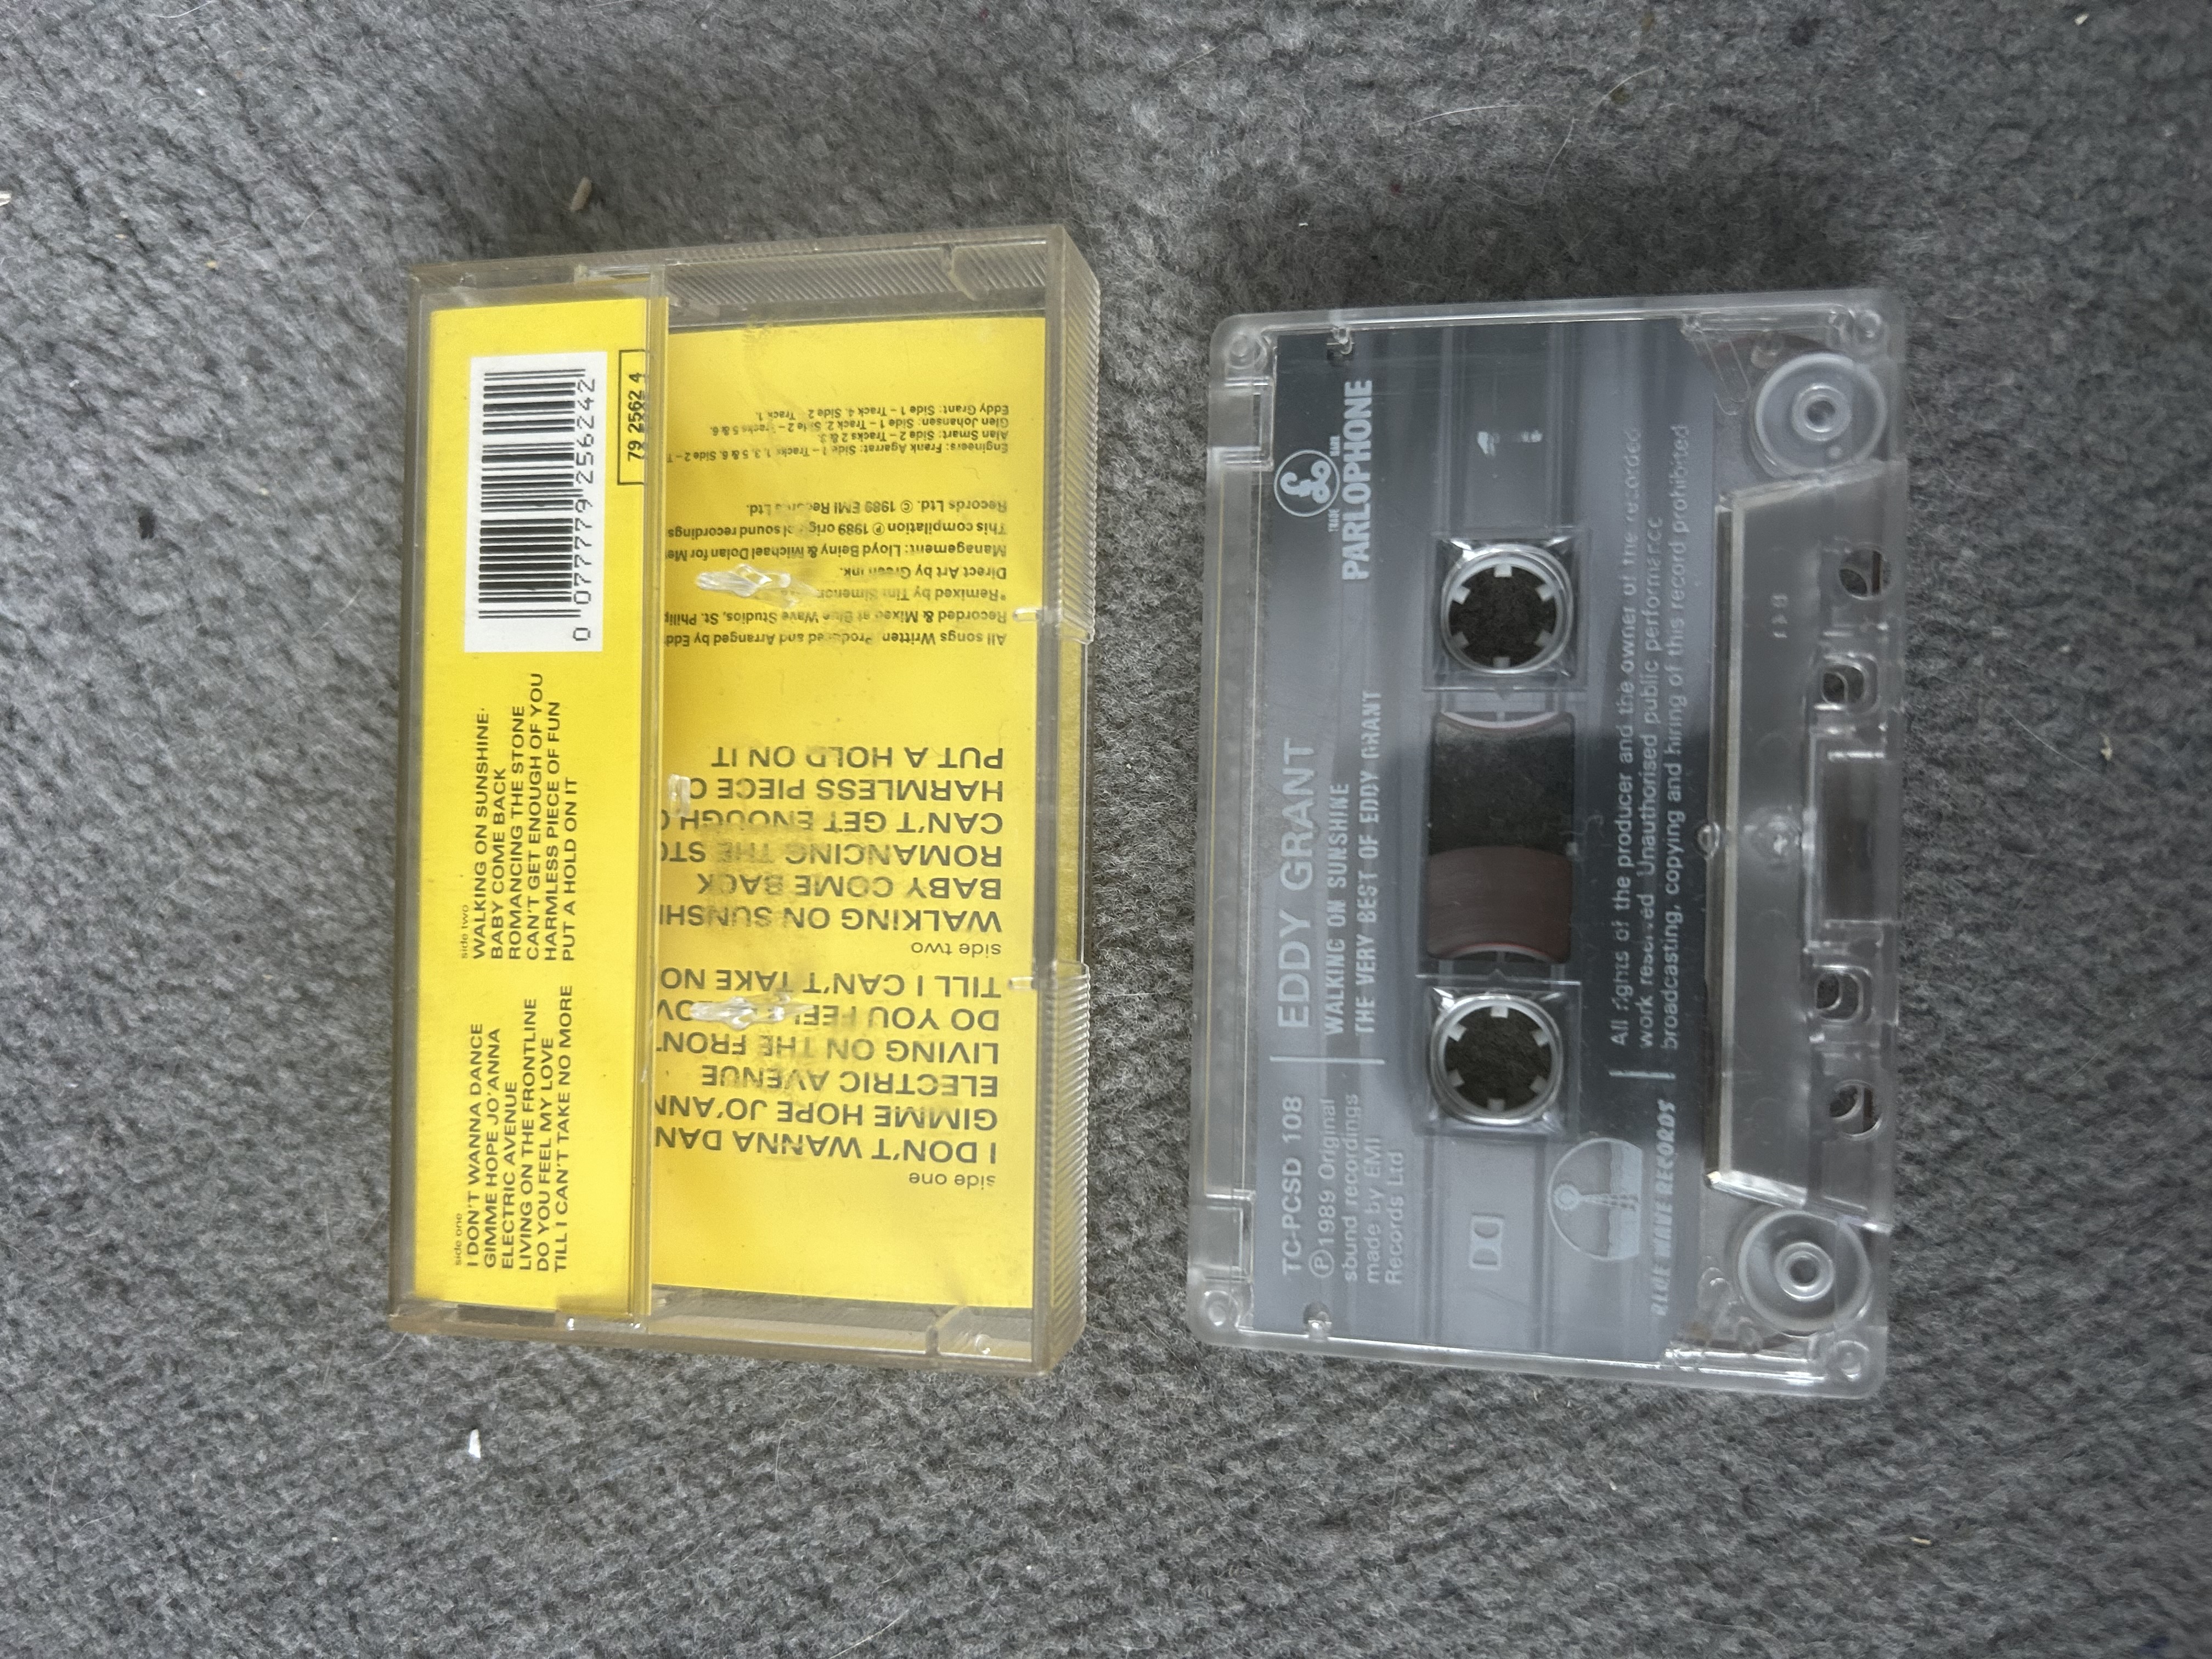 side one
I DON'T WANNA DANCE
GIMME HOPE JO'ANNA
ELECTRIC AVENUE
LIVING ON THE FRONTLINE
DO YOU FEEL MY LOVE
TILL I CAN'T TAKE NO MORE
side two
WALKING ON SUNSHINE*
BABY COME BACK
ROMANCING THE STONE
CAN'T GET ENOUGH OF YOU
HARMLESS PIECE OF FUN
PUT A HOLD ON IT
0 077779 256242
79 2562 4
side one
I DON'T WANNA DAN
GIMME HOPE JO'ANN
ELECTRIC AVENUE
LIVING ON THE FRONT
DO YOU FEEL
TILL I CAN'T TAKE NO
side two
WALKING ON SUNSHI
BABY COME BACK
ROMANCING THE STO
CAN'T GET ENOUGH O
HARMLESS PIECE O
PUT A HOLD ON IT
All songs Written Produced and Arranged by Edd
Recorded & Mixed at Blue Wave Studios, St. Philip
*Remixed by Tim Simenon
Direct Art by Green Ink.
Management: Lloyd Beiny & Michael Dolan for Me
This compilation ℗ 1989 original sound recordings
Records Ltd. © 1989 EMI Records Ltd.
Engineers: Frank Agarrat: Side 1 – Tracks 1, 3, 5 & 6. Side 2 – T
Alan Smart: Side 2 – Tracks 2 & 3.
Glen Johansen: Side 1 – Track 2. Side 2 – Tracks 5 & 6.
Eddy Grant: Side 1 – Track 4. Side 2 – Track 1.
TC-PCSD 108
℗ 1989 Original
sound recordings
made by EMI
Records Ltd
EDDY GRANT
WALKING ON SUNSHINE
THE VERY BEST OF EDDY GRANT
TRADE MARK
PARLOPHONE
BLUE WAVE RECORDS
All rights of the producer and the owner of the recorded
work reserved Unauthorised public performance
broadcasting, copying and hiring of this record prohibited